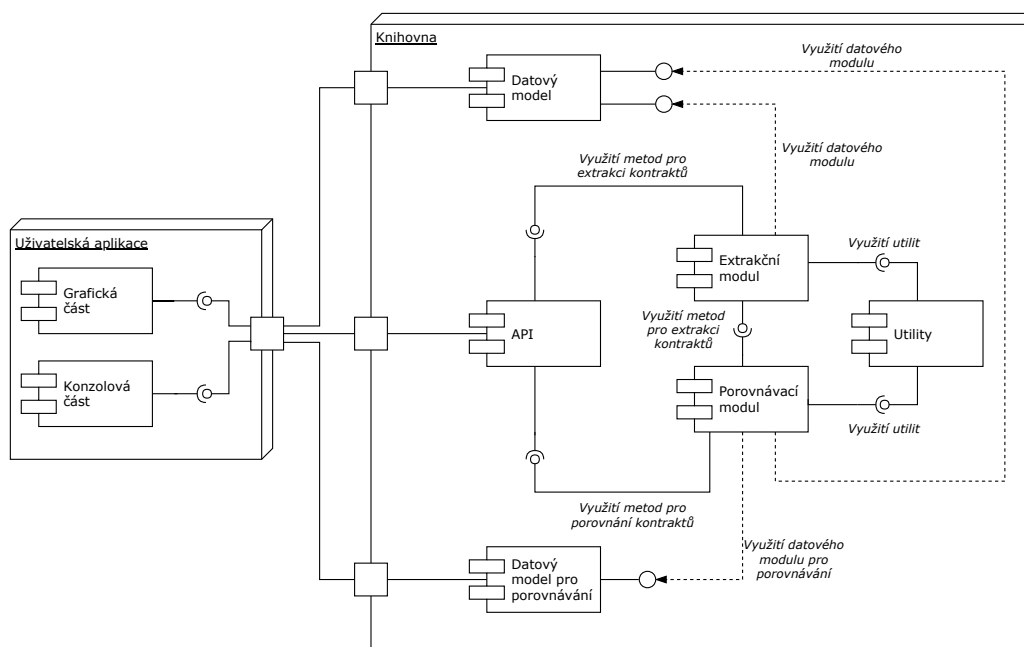 Knihovna
Využití datového
modulu
Datový
model
Využití datového
modulu
Využití metod pro
extrakci kontraktů
Uživatelská aplikace
Grafická
část
Konzolová
část
Extrakční
modul
Využití utilit
Využití metod
pro extrakci
kontraktů
API
Utility
Porovnávací
modul
Využití utilit
Využití metod pro
porovnání kontraktů
Datový
model pro
porovnávání
Využití datového
modulu pro
porovnávání